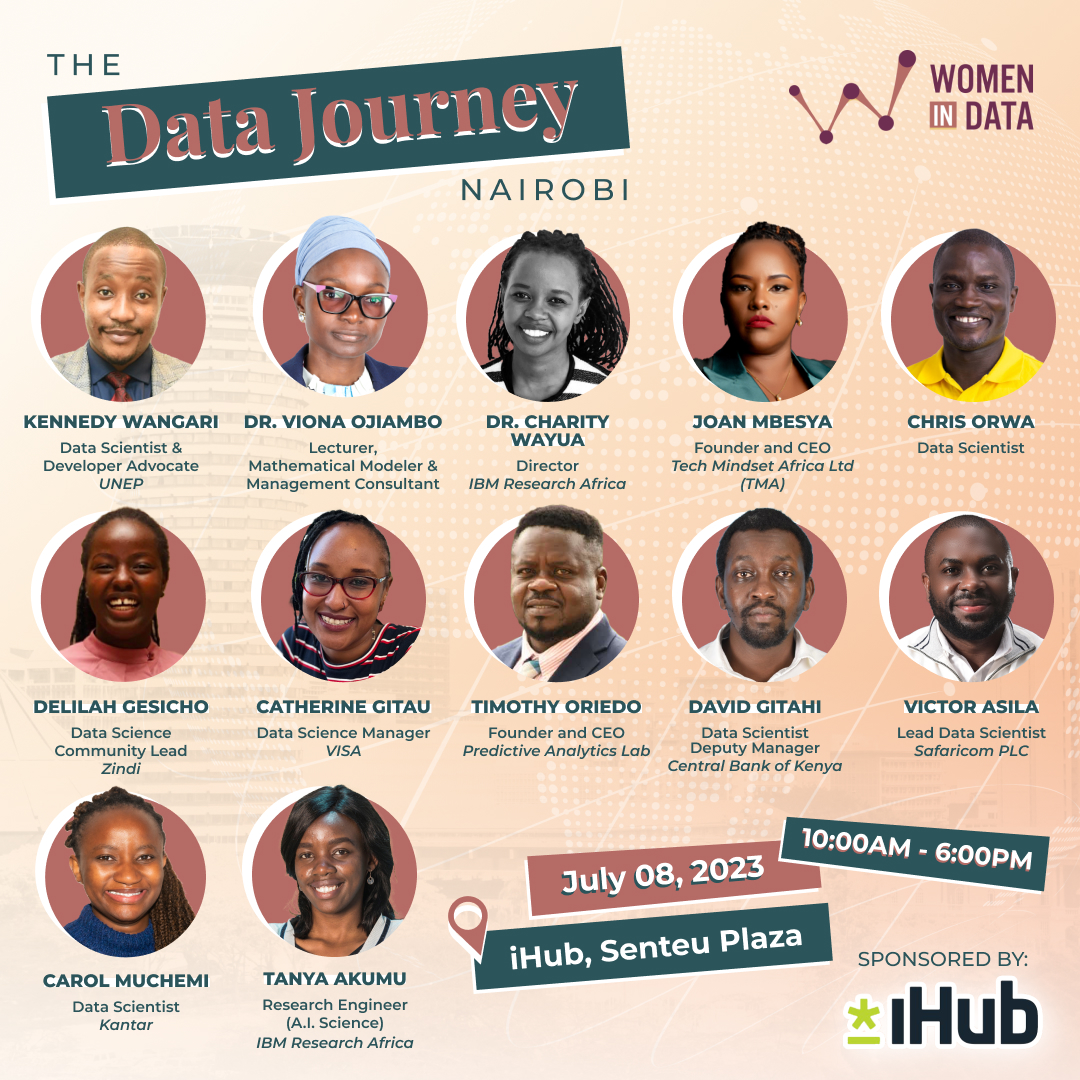 THE
Data Journey
NAIROBI
WOMEN
IN DATA
KENNEDY WANGARI
Data Scientist &
Developer Advocate
UNEP
DR. VIONA OJIAMBO
Lecturer,
Mathematical Modeler &
Management Consultant
DR. CHARITY
WAYUA
Director
IBM Research Africa
JOAN MBESYA
Founder and CEO
Tech Mindset Africa Ltd
(TMA)
CHRIS ORWA
Data Scientist
DELILAH GESICHO
Data Science
Community Lead
Zindi
CATHERINE GITAU
Data Science Manager
VISA
TIMOTHY ORIEDO
Founder and CEO
Predictive Analytics Lab
DAVID GITAHI
Data Scientist
Deputy Manager
Central Bank of Kenya
VICTOR ASILA
Lead Data Scientist
Safaricom PLC
CAROL MUCHEMI
Data Scientist
Kantar
TANYA AKUMU
Research Engineer
(A.I. Science)
IBM Research Africa
July 08, 2023
10:00AM - 6:00PM
iHub, Senteu Plaza
SPONSORED BY:
iHub